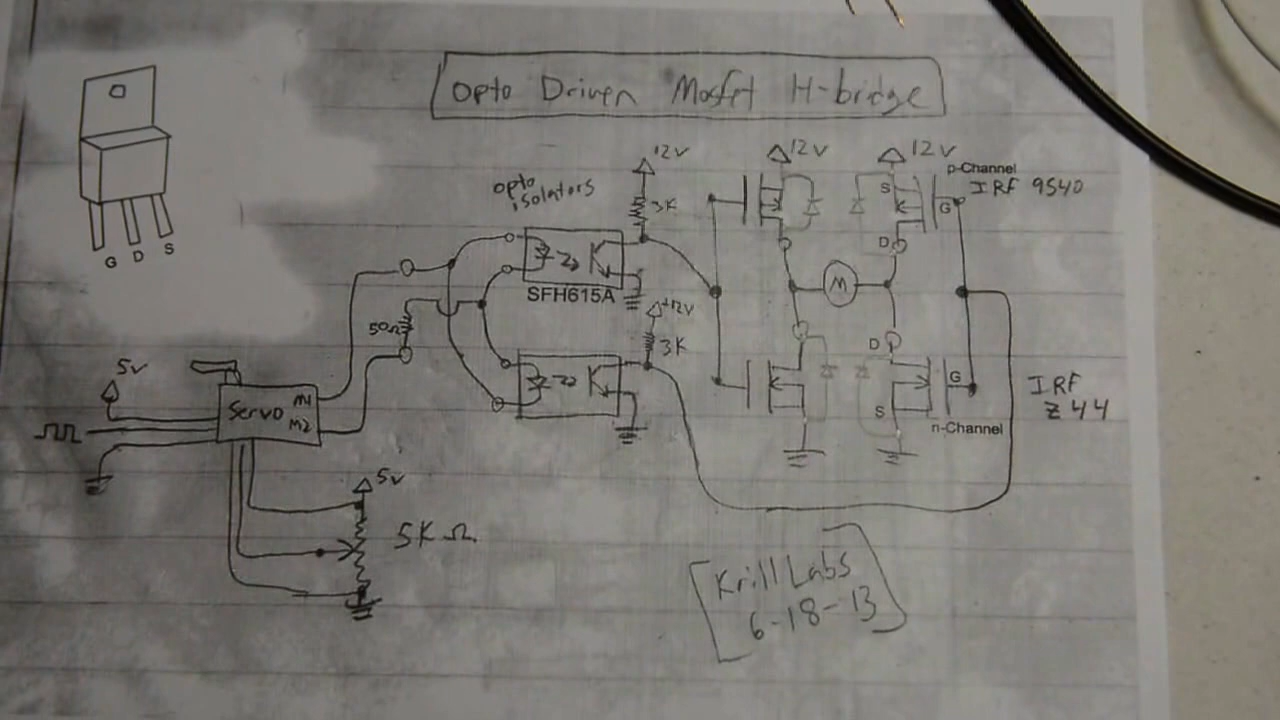 Opto Driven Mosfet H-bridge
G D S
opto
isolators
12v
3K
SFH615A
+12v
3K
12v
12v
p-Channel
IRF 9540
S
G
D
M
D
G
S
n-Channel
IRF
Z44
50Ω
5v
Servo
M1
M2
5v
5KΩ
Krill Labs
6-18-13